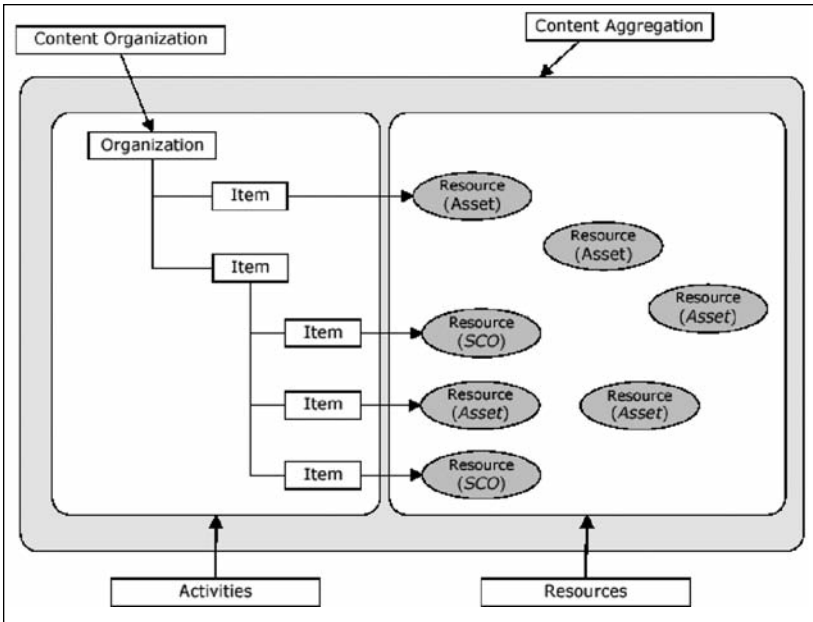 Content Organization
Content Aggregation
Organization
Item
Resource
(Asset)
Resource
(Asset)
Item
Resource
(Asset)
Item
Resource
(SCO)
Item
Resource
(Asset)
Resource
(Asset)
Item
Resource
(SCO)
Activities
Resources